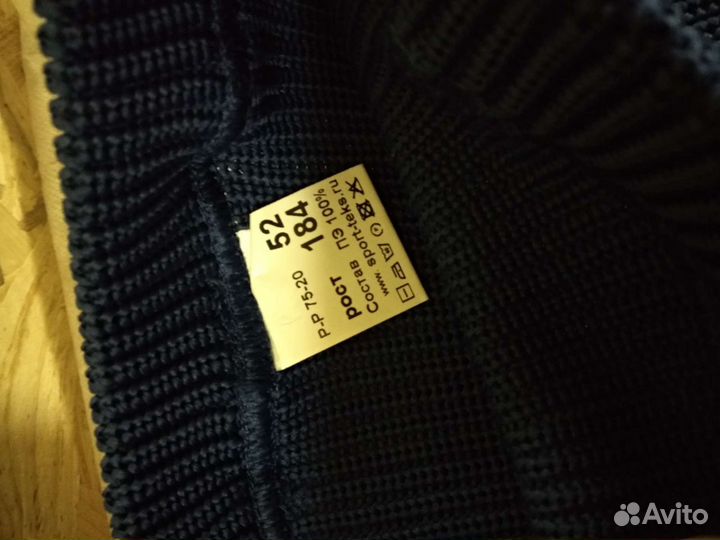 Р-Р 75-20 52
рост 184
Состав ПЭ 100%
www. sport-teks.ru
Avito